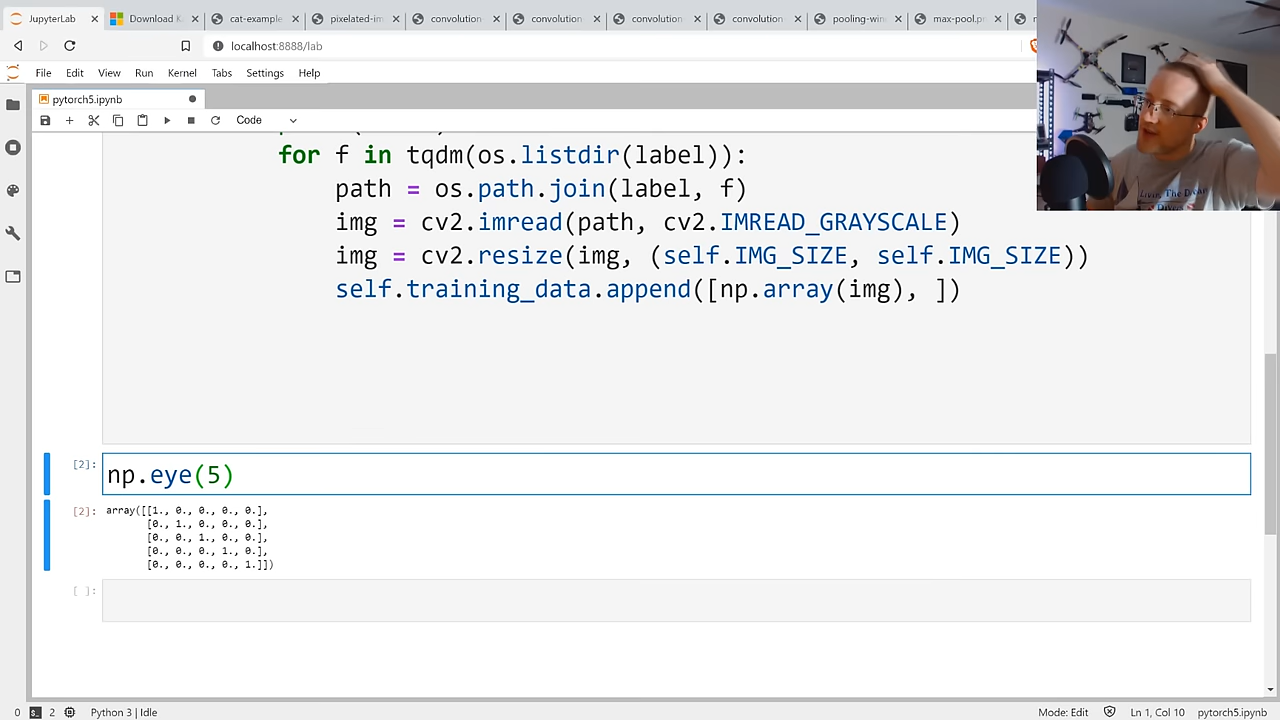 JupyterLab
Download K
cat-example
pixelated-im
convolution
convolution
convolution
convolution
pooling-win
max-pool.p
localhost:8888/lab
File Edit View Run Kernel Tabs Settings Help
pytorch5.ipynb
Code
for f in tqdm(os.listdir(label)):
path = os.path.join(label, f)
img = cv2.imread(path, cv2.IMREAD_GRAYSCALE)
img = cv2.resize(img, (self.IMG_SIZE, self.IMG_SIZE))
self.training_data.append([np.array(img), ])
[2]: np.eye(5)
[2]: array([[1., 0., 0., 0., 0.],
[0., 1., 0., 0., 0.],
[0., 0., 1., 0., 0.],
[0., 0., 0., 1., 0.],
[0., 0., 0., 0., 1.]])
[ ]:
0 2 Python 3 | Idle Mode: Edit Ln 1, Col 10 pytorch5.ipynb